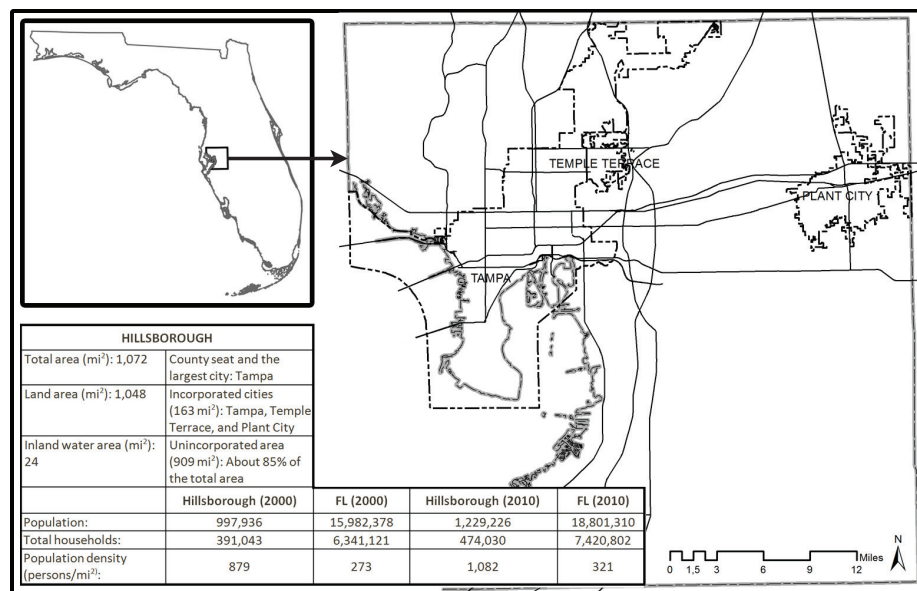 TEMPLE TERRACE
PLANT CITY
TAMPA
HILLSBOROUGH
Total area (mi²): 1,072
County seat and the
largest city: Tampa
Land area (mi²): 1,048
Incorporated cities
(163 mi²): Tampa, Temple
Terrace, and Plant City
Inland water area (mi²):
24
Unincorporated area
(909 mi²): About 85% of
the total area
Hillsborough (2000) FL (2000) Hillsborough (2010) FL (2010)
Population: 997,936 15,982,378 1,229,226 18,801,310
Total households: 391,043 6,341,121 474,030 7,420,802
Population density
(persons/mi²): 879 273 1,082 321
N
Miles
0 1,5 3 6 9 12